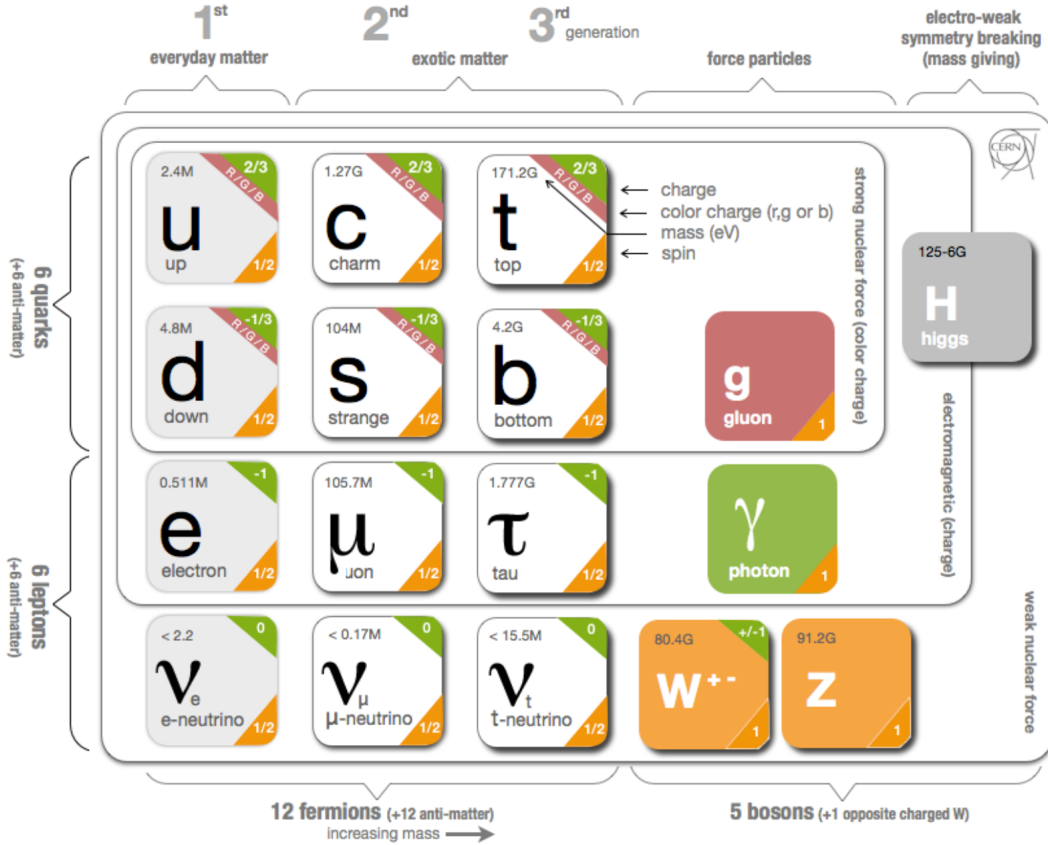 1st
2nd
3rd generation
everyday matter
exotic matter
force particles
electro-weak
symmetry breaking
(mass giving)
CERN
6 quarks
(+6 anti-matter)
2.4M
2/3
R/G/B
u
up
1/2
1.27G
2/3
R/G/B
c
charm
1/2
171.2G
2/3
R/G/B
t
top
1/2
charge
color charge (r,g or b)
mass (eV)
spin
strong nuclear force (color charge)
125-6G
H
higgs
4.8M
-1/3
R/G/B
d
down
1/2
104M
-1/3
R/G/B
s
strange
1/2
4.2G
-1/3
R/G/B
b
bottom
1/2
g
gluon
1
electromagnetic (charge)
6 leptons
(+6 anti-matter)
0.511M
-1
e
electron
1/2
105.7M
-1
μ
uon
1/2
1.777G
-1
τ
tau
1/2
γ
photon
1
weak nuclear force
< 2.2
0
νe
e-neutrino
1/2
< 0.17M
0
νμ
μ-neutrino
1/2
< 15.5M
0
νt
t-neutrino
1/2
80.4G
+/-1
W+-
1
91.2G
Z
1
12 fermions (+12 anti-matter)
increasing mass
5 bosons (+1 opposite charged W)